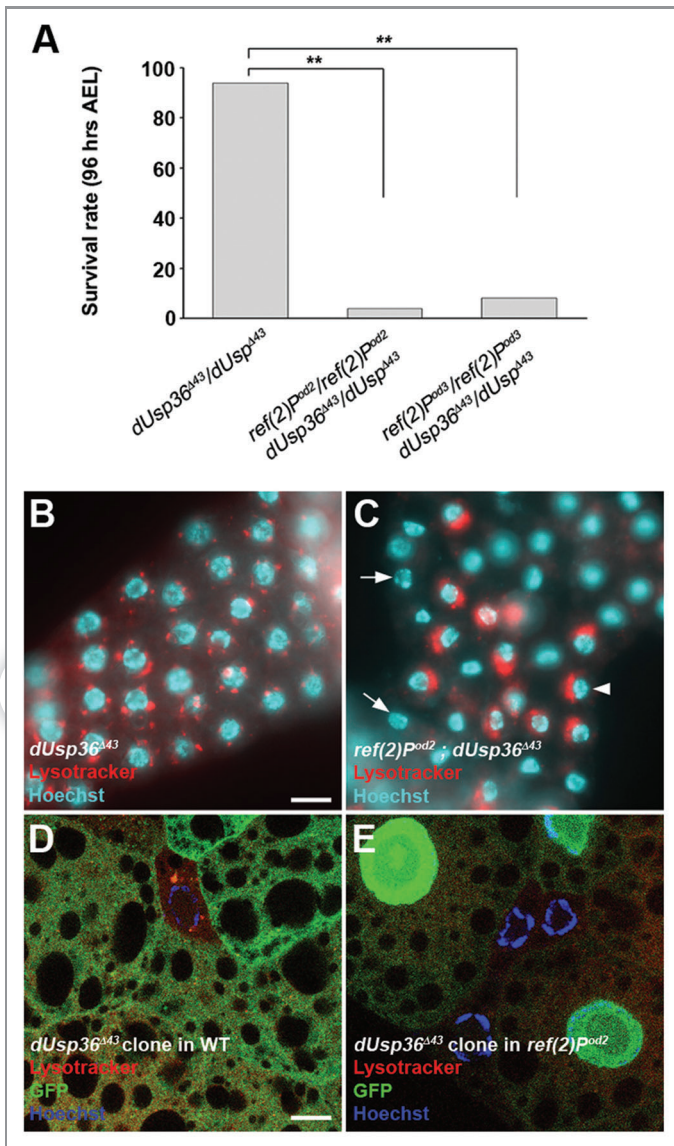 A
**
**
Survival rate (96 hrs AEL)
100
80
60
40
20
0
dUsp36Δ43/dUspΔ43
ref(2)Pod2/ref(2)Pod2
dUsp36Δ43/dUspΔ43
ref(2)Pod3/ref(2)Pod3
dUsp36Δ43/dUspΔ43
B
dUsp36Δ43
Lysotracker
Hoechst
C
ref(2)Pod2 ; dUsp36Δ43
Lysotracker
Hoechst
D
dUsp36Δ43 clone in WT
Lysotracker
GFP
Hoechst
E
dUsp36Δ43 clone in ref(2)Pod2
Lysotracker
GFP
Hoechst